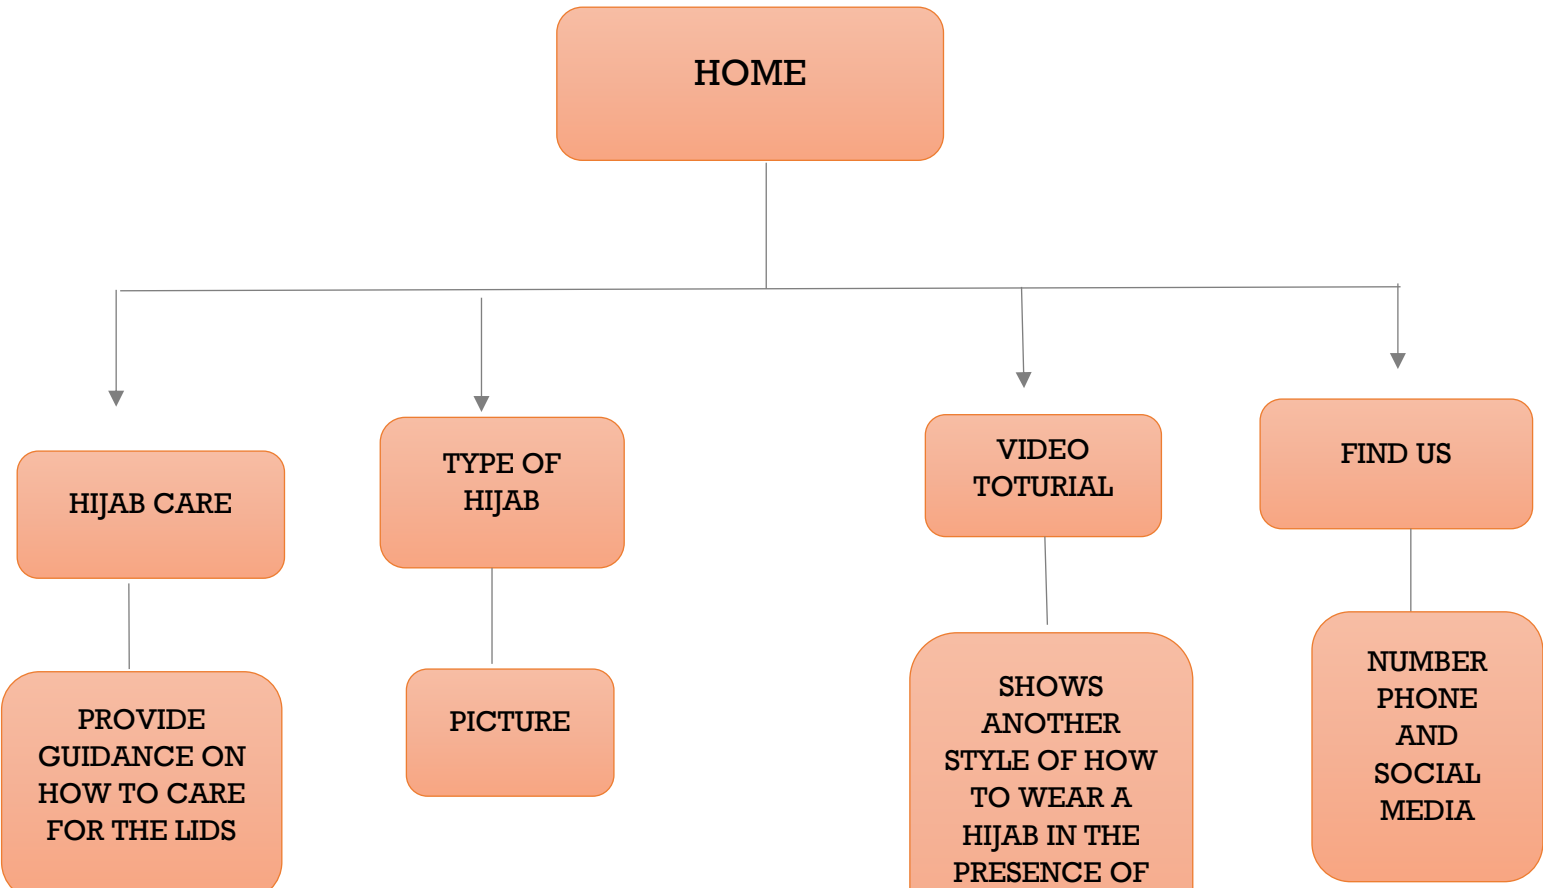 HOME
HIJAB CARE
TYPE OF
HIJAB
VIDEO
TOTURIAL
FIND US
PROVIDE
GUIDANCE ON
HOW TO CARE
FOR THE LIDS
PICTURE
SHOWS
ANOTHER
STYLE OF HOW
TO WEAR A
HIJAB IN THE
PRESENCE OF
NUMBER
PHONE
AND
SOCIAL
MEDIA